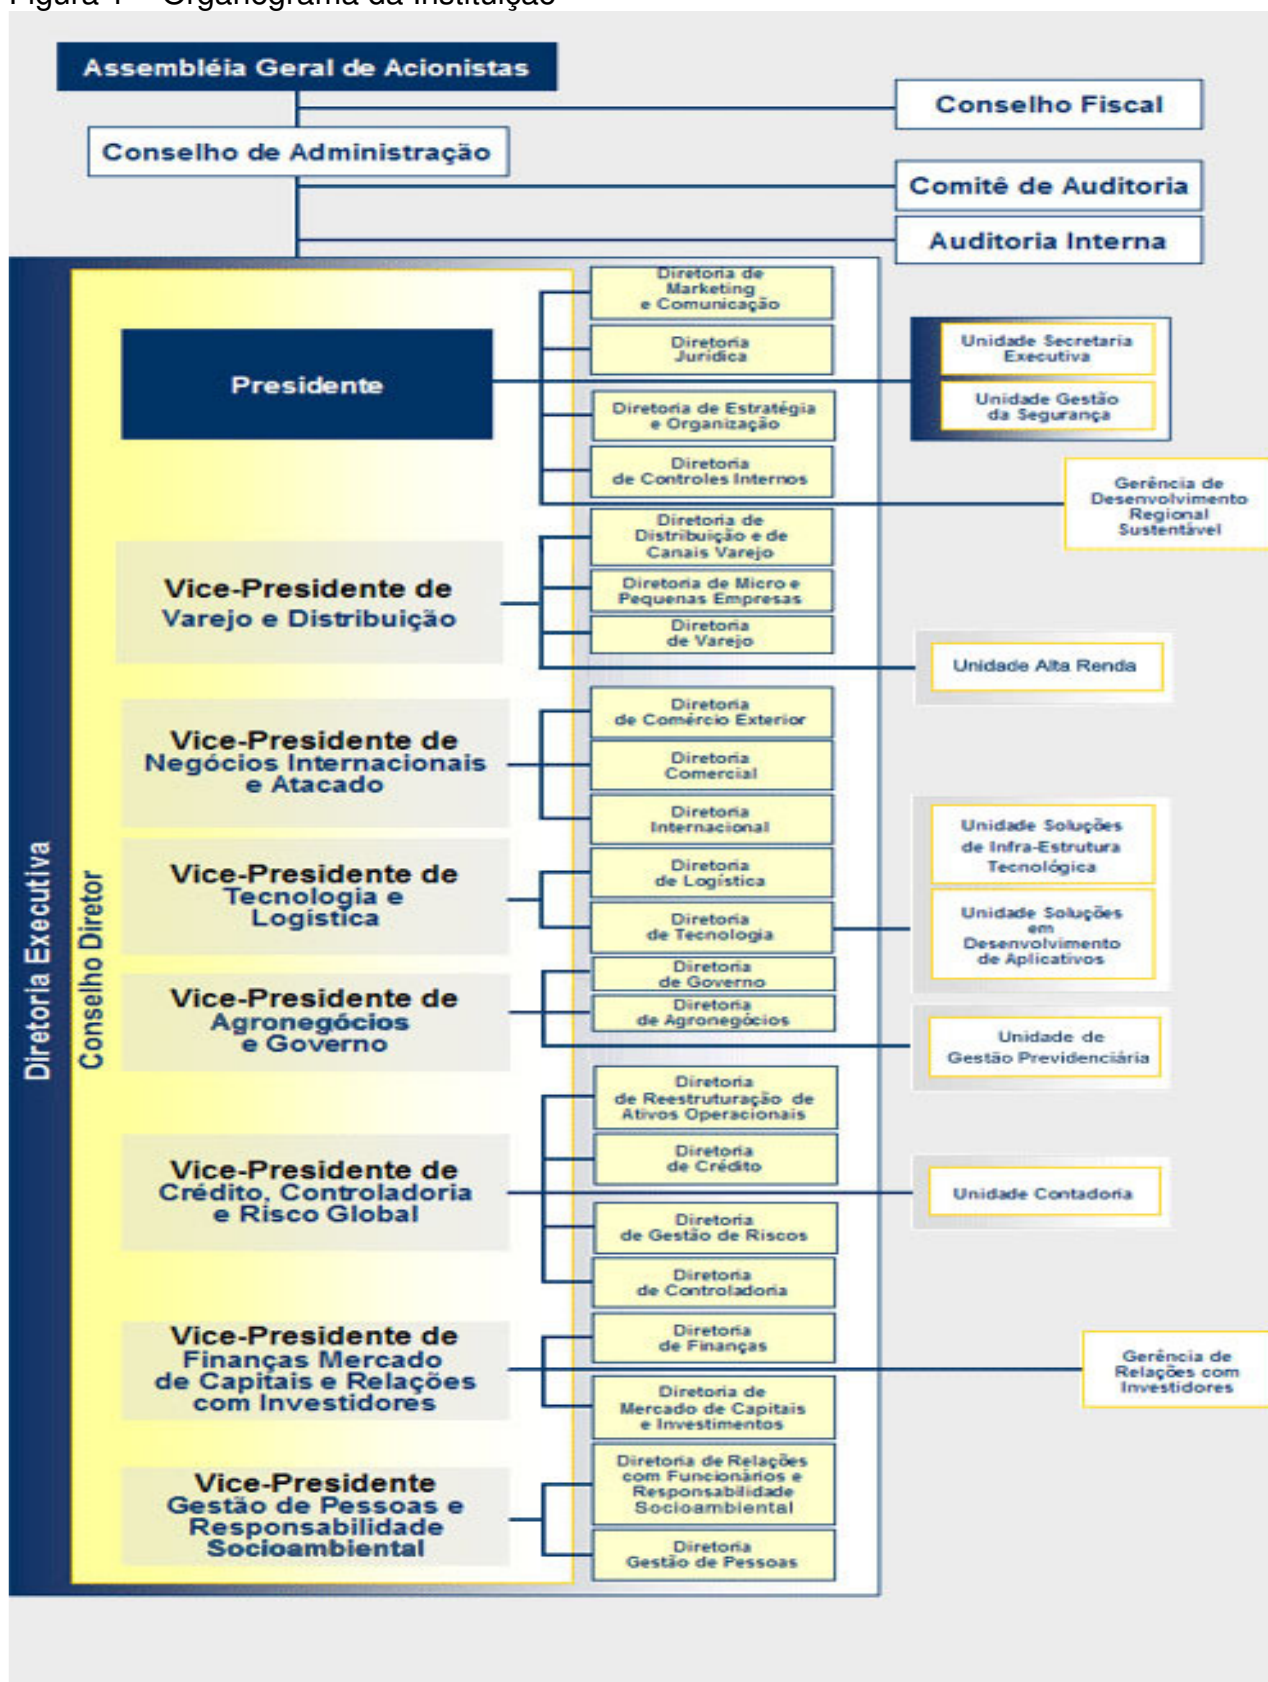 Figura 1 – Organograma da Instituição
Assembléia Geral de Acionistas
Conselho Fiscal
Conselho de Administração
Comitê de Auditoria
Auditoria Interna
Diretoria Executiva
Conselho Diretor
Presidente
Diretoria de
Marketing
e Comunicação
Diretoria
Jurídica
Diretoria de Estratégia
e Organização
Diretoria
de Controles Internos
Unidade Secretaria
Executiva
Unidade Gestão
da Segurança
Gerência de
Desenvolvimento
Regional
Sustentável
Vice-Presidente de
Varejo e Distribuição
Diretoria de
Distribuição e de
Canais Varejo
Diretoria de Micro e
Pequenas Empresas
Diretoria
de Varejo
Unidade Alta Renda
Vice-Presidente de
Negócios Internacionais
e Atacado
Diretoria
de Comércio Exterior
Diretoria
Comercial
Diretoria
Internacional
Vice-Presidente de
Tecnologia e
Logística
Diretoria
de Logística
Diretoria
de Tecnologia
Unidade Soluções
de Infra-Estrutura
Tecnológica
Unidade Soluções
em
Desenvolvimento
de Aplicativos
Vice-Presidente de
Agronegócios
e Governo
Diretoria
de Governo
Diretoria
de Agronegócios
Unidade de
Gestão Previdenciária
Vice-Presidente de
Crédito, Controladoria
e Risco Global
Diretoria
de Reestruturação de
Ativos Operacionais
Diretoria
de Crédito
Diretoria
de Gestão de Riscos
Diretoria
de Controladoria
Unidade Contadoria
Vice-Presidente de
Finanças Mercado
de Capitais e Relações
com Investidores
Diretoria
de Finanças
Diretoria de
Mercado de Capitais
e Investimentos
Gerência de
Relações com
Investidores
Vice-Presidente
Gestão de Pessoas e
Responsabilidade
Socioambiental
Diretoria de Relações
com Funcionários e
Responsabilidade
Socioambiental
Diretoria
Gestão de Pessoas